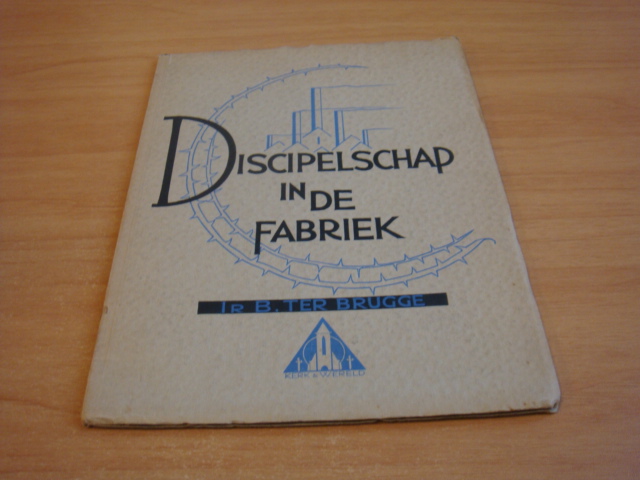 DISCIPELSCHAP
IN DE
FABRIEK
IR B. TER BRUGGE
KERK & WERELD